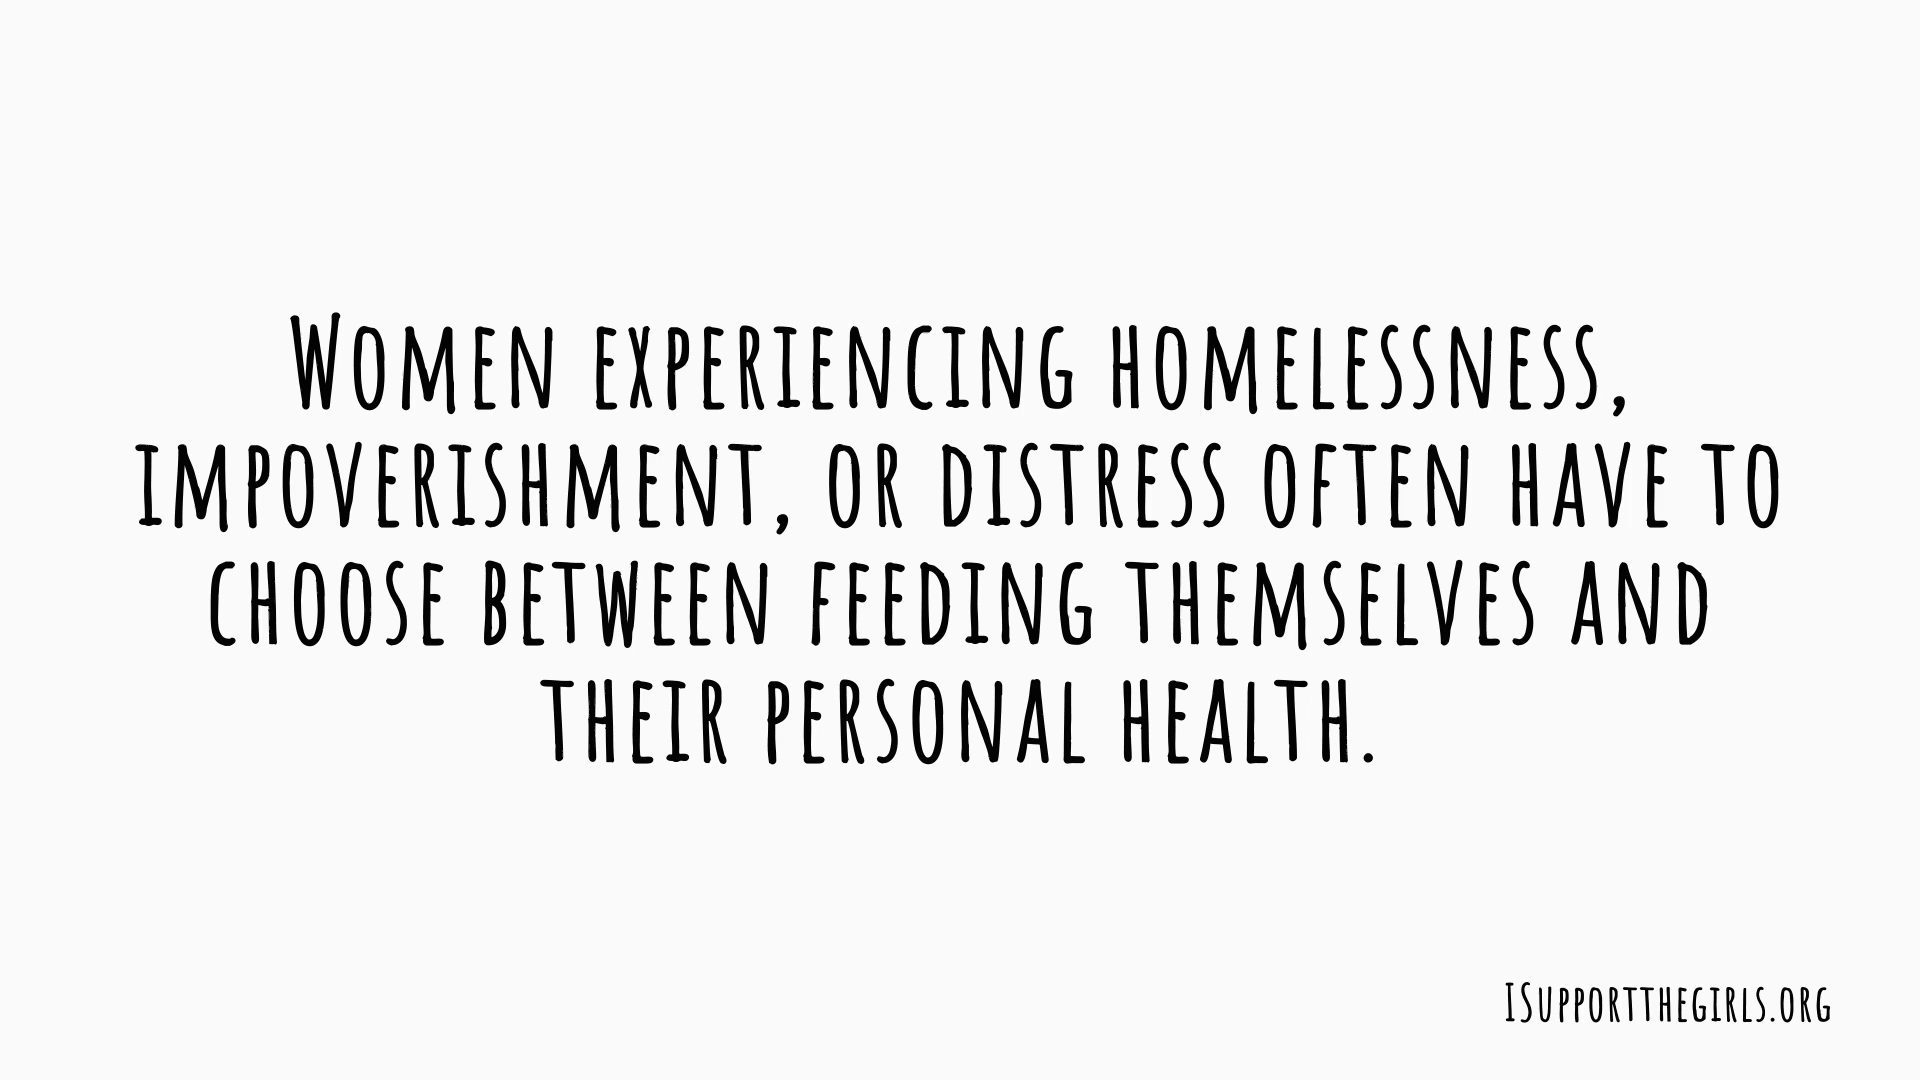 Women experiencing homelessness,
impoverishment, or distress often have to
choose between feeding themselves and
their personal health.
ISupportthegirls.org